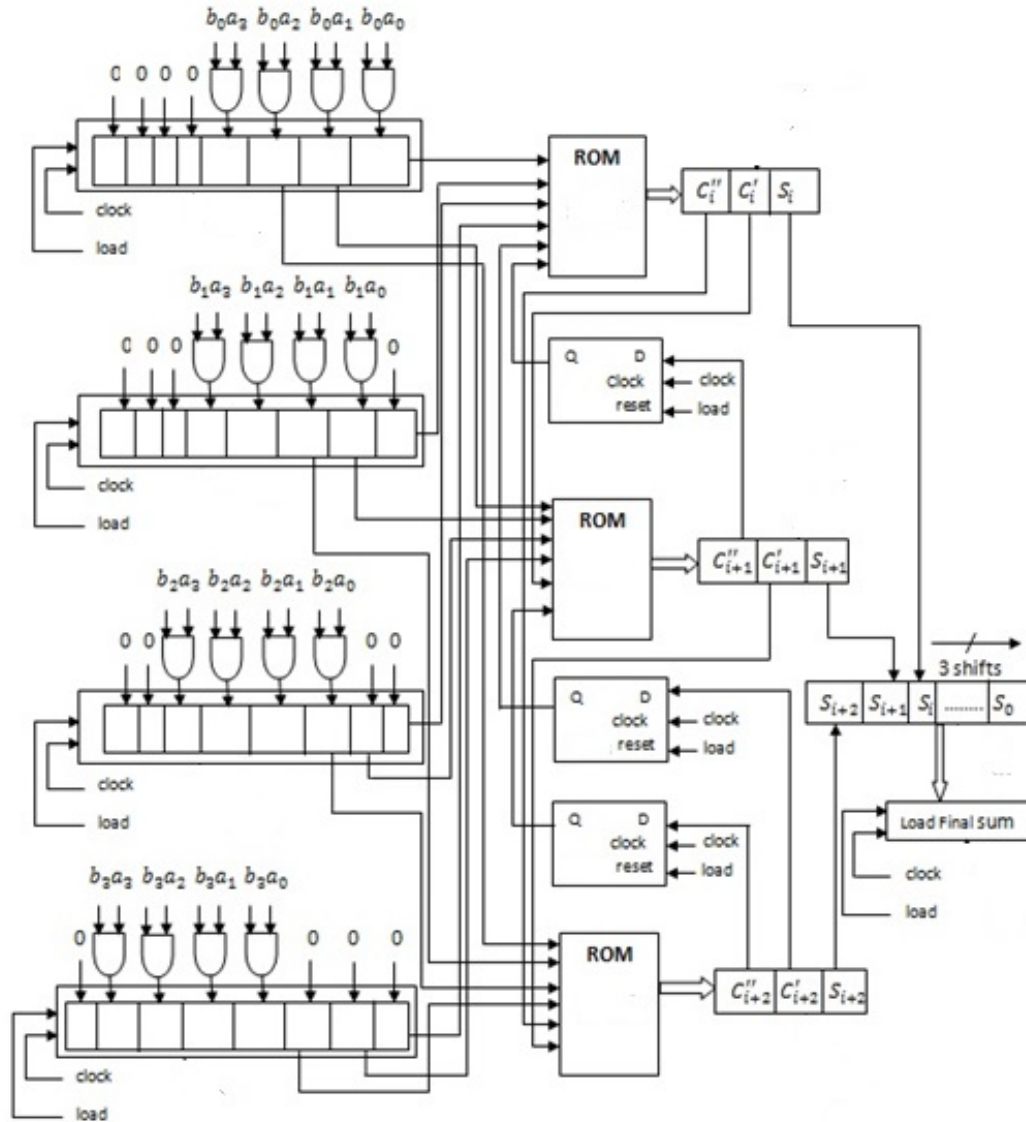 b₀a₃ b₀a₂ b₀a₁ b₀a₀
0 0 0 0
clock
load
ROM
C″ᵢ C′ᵢ Sᵢ
b₁a₃ b₁a₂ b₁a₁ b₁a₀
0 0 0 0
clock
load
Q D
Clock
reset
clock
load
ROM
C″ᵢ₊₁ C′ᵢ₊₁ Sᵢ₊₁
b₂a₃ b₂a₂ b₂a₁ b₂a₀
0 0 0 0
clock
load
Q D
clock
reset
clock
load
3 shifts
Sᵢ₊₂ Sᵢ₊₁ Sᵢ ........ S₀
Load Final sum
clock
load
Q D
clock
reset
clock
load
b₃a₃ b₃a₂ b₃a₁ b₃a₀
0 0 0 0
clock
load
ROM
C″ᵢ₊₂ C′ᵢ₊₂ Sᵢ₊₂